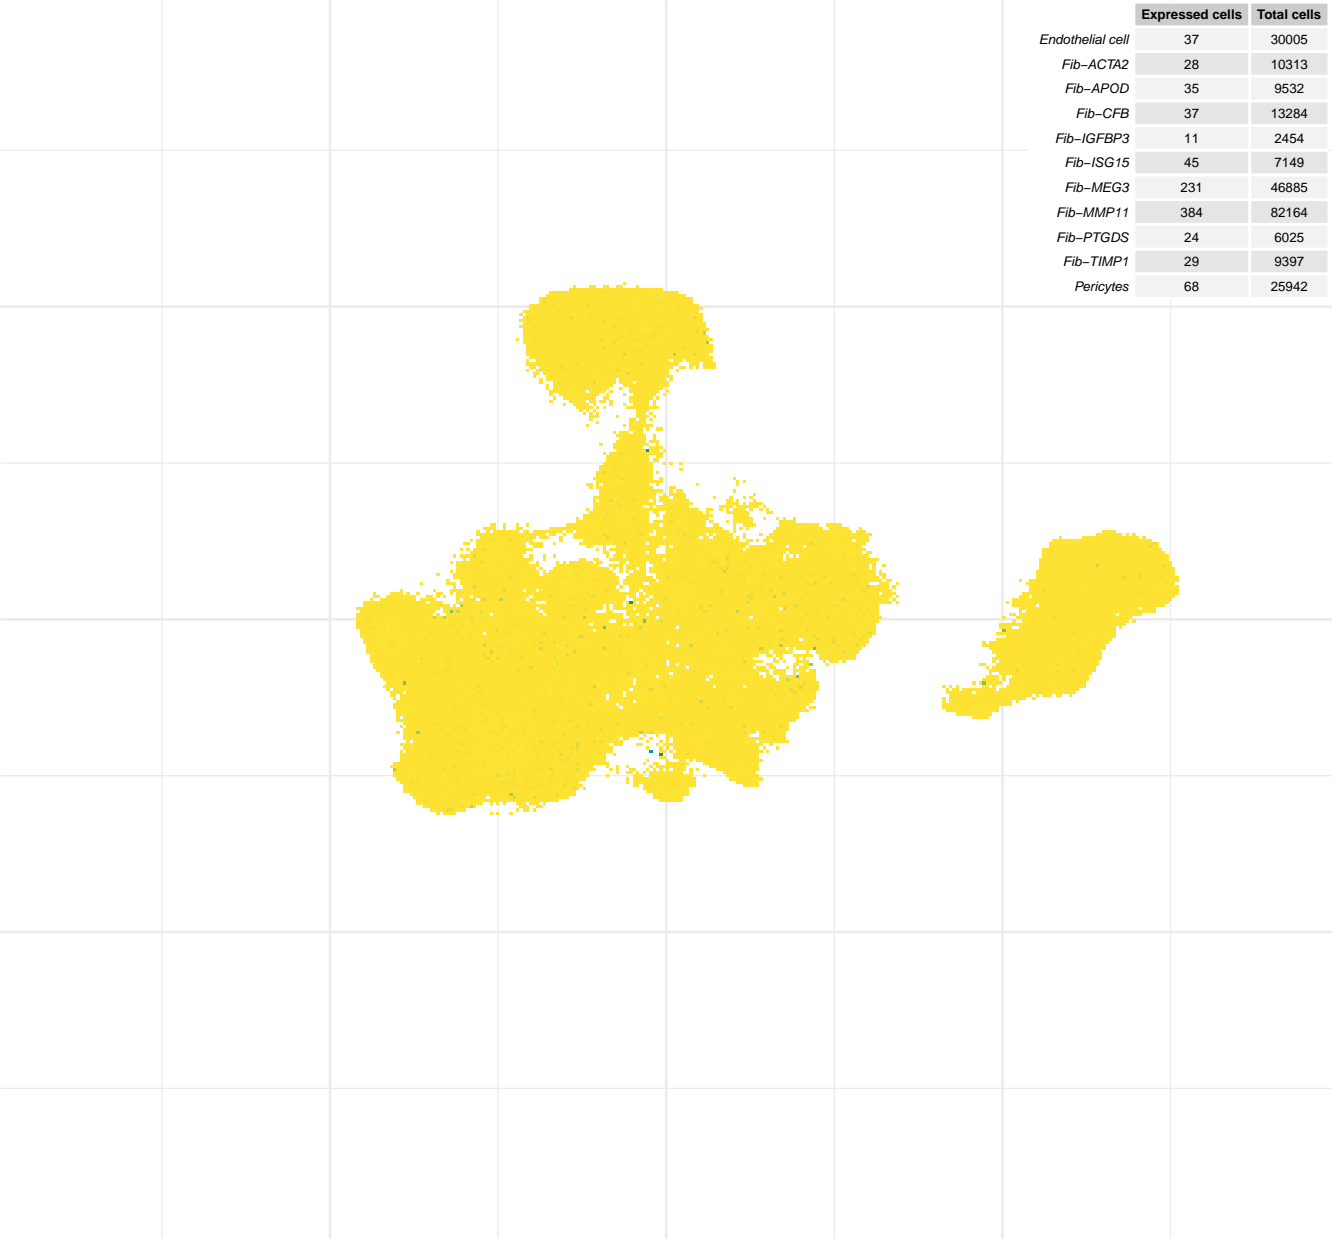 Expressed cells Total cells
Endothelial cell 37 30005
Fib−ACTA2 28 10313
Fib−APOD 35 9532
Fib−CFB 37 13284
Fib−IGFBP3 11 2454
Fib−ISG15 45 7149
Fib−MEG3 231 46885
Fib−MMP11 384 82164
Fib−PTGDS 24 6025
Fib−TIMP1 29 9397
Pericytes 68 25942